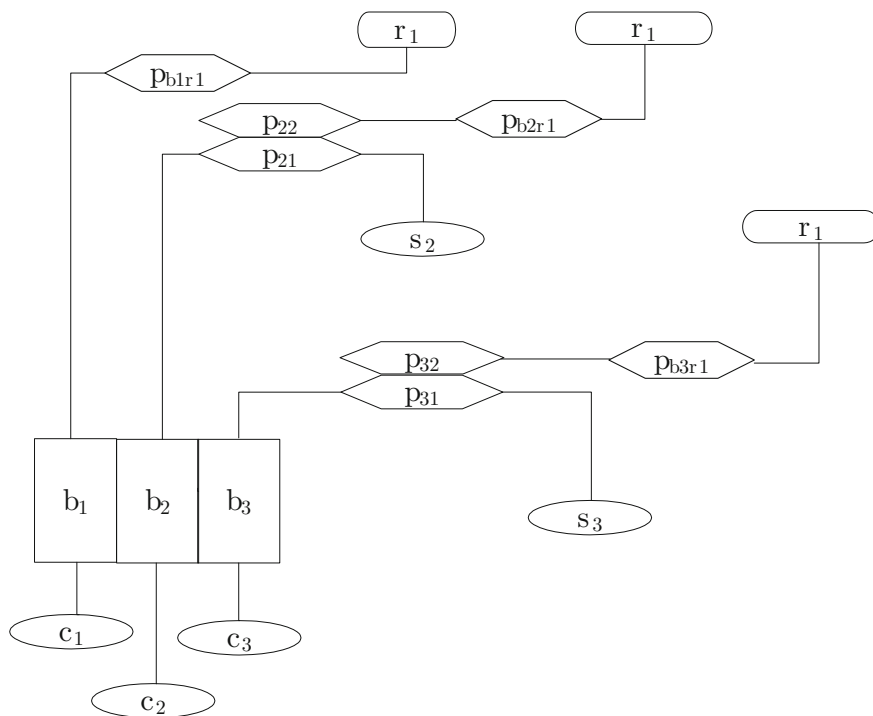 r1
r1
pb1r1
p22
pb2r1
p21
r1
s2
p32
pb3r1
p31
b1
b2
b3
s3
c1
c3
c2